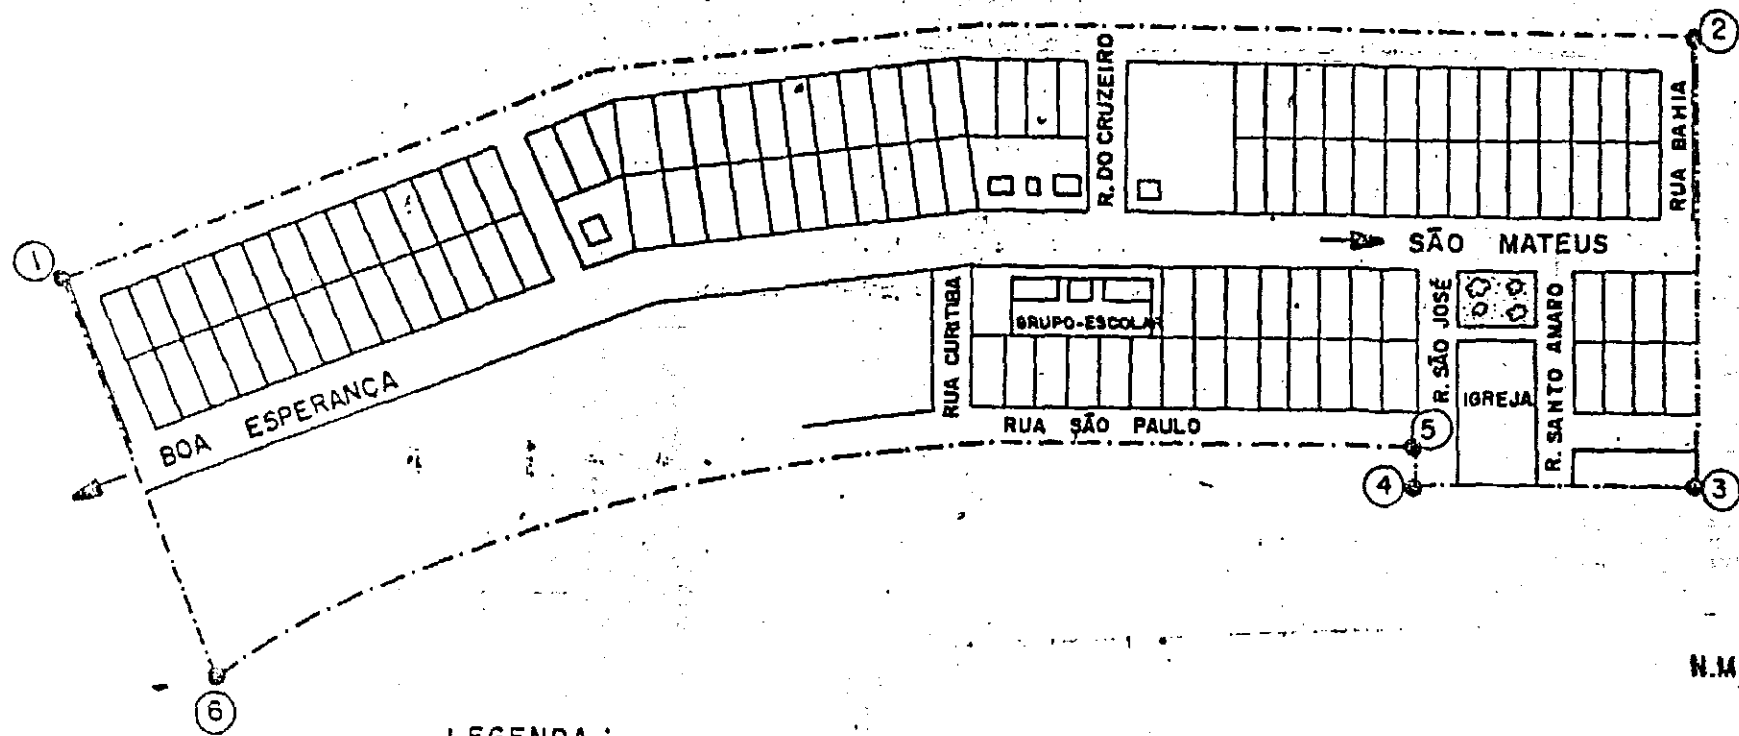 2
R. DO CRUZEIRO
RUA BAHIA
1
SÃO MATEUS
RUA CURITIBA
GRUPO-ESCOLAR
R. SÃO JOSÉ
R. SANTO AMARO
IGREJA
BOA ESPERANÇA
RUA SÃO PAULO
5
4
3
N.M
6
LEGENDA: